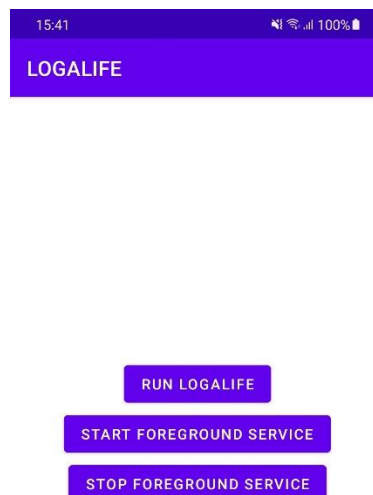 15:41 100%
LOGALIFE
RUN LOGALIFE
START FOREGROUND SERVICE
STOP FOREGROUND SERVICE